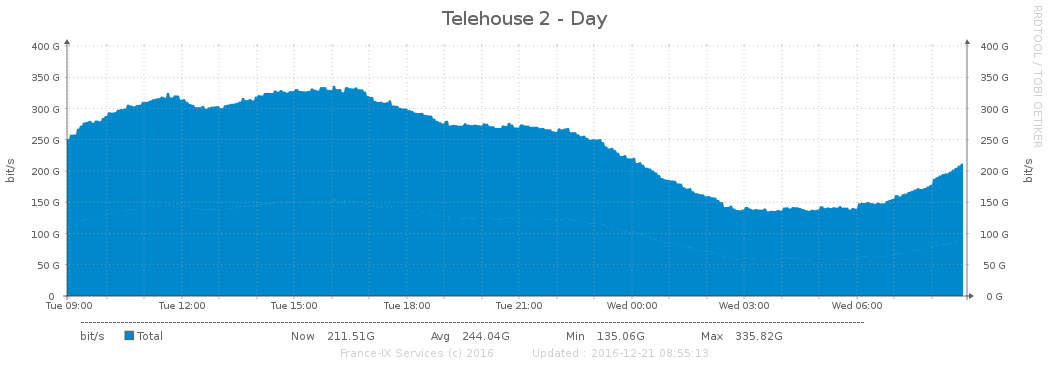 Telehouse 2 - Day
RRDTOOL / TOBI OETIKER
bit/s
bit/s
400 G 400 G
350 G 350 G
300 G 300 G
250 G 250 G
200 G 200 G
150 G 150 G
100 G 100 G
50 G 50 G
0 0 G
Tue 09:00 Tue 12:00 Tue 15:00 Tue 18:00 Tue 21:00 Wed 00:00 Wed 03:00 Wed 06:00
bit/s Total Now 211.51G Avg 244.04G Min 135.06G Max 335.82G
France-IX Services (c) 2016 Updated : 2016-12-21 08:55:13